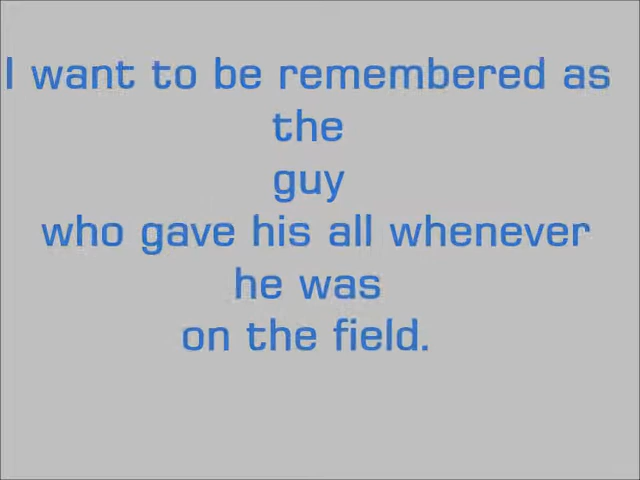 I want to be remembered as
the
guy
who gave his all whenever
he was
on the field.